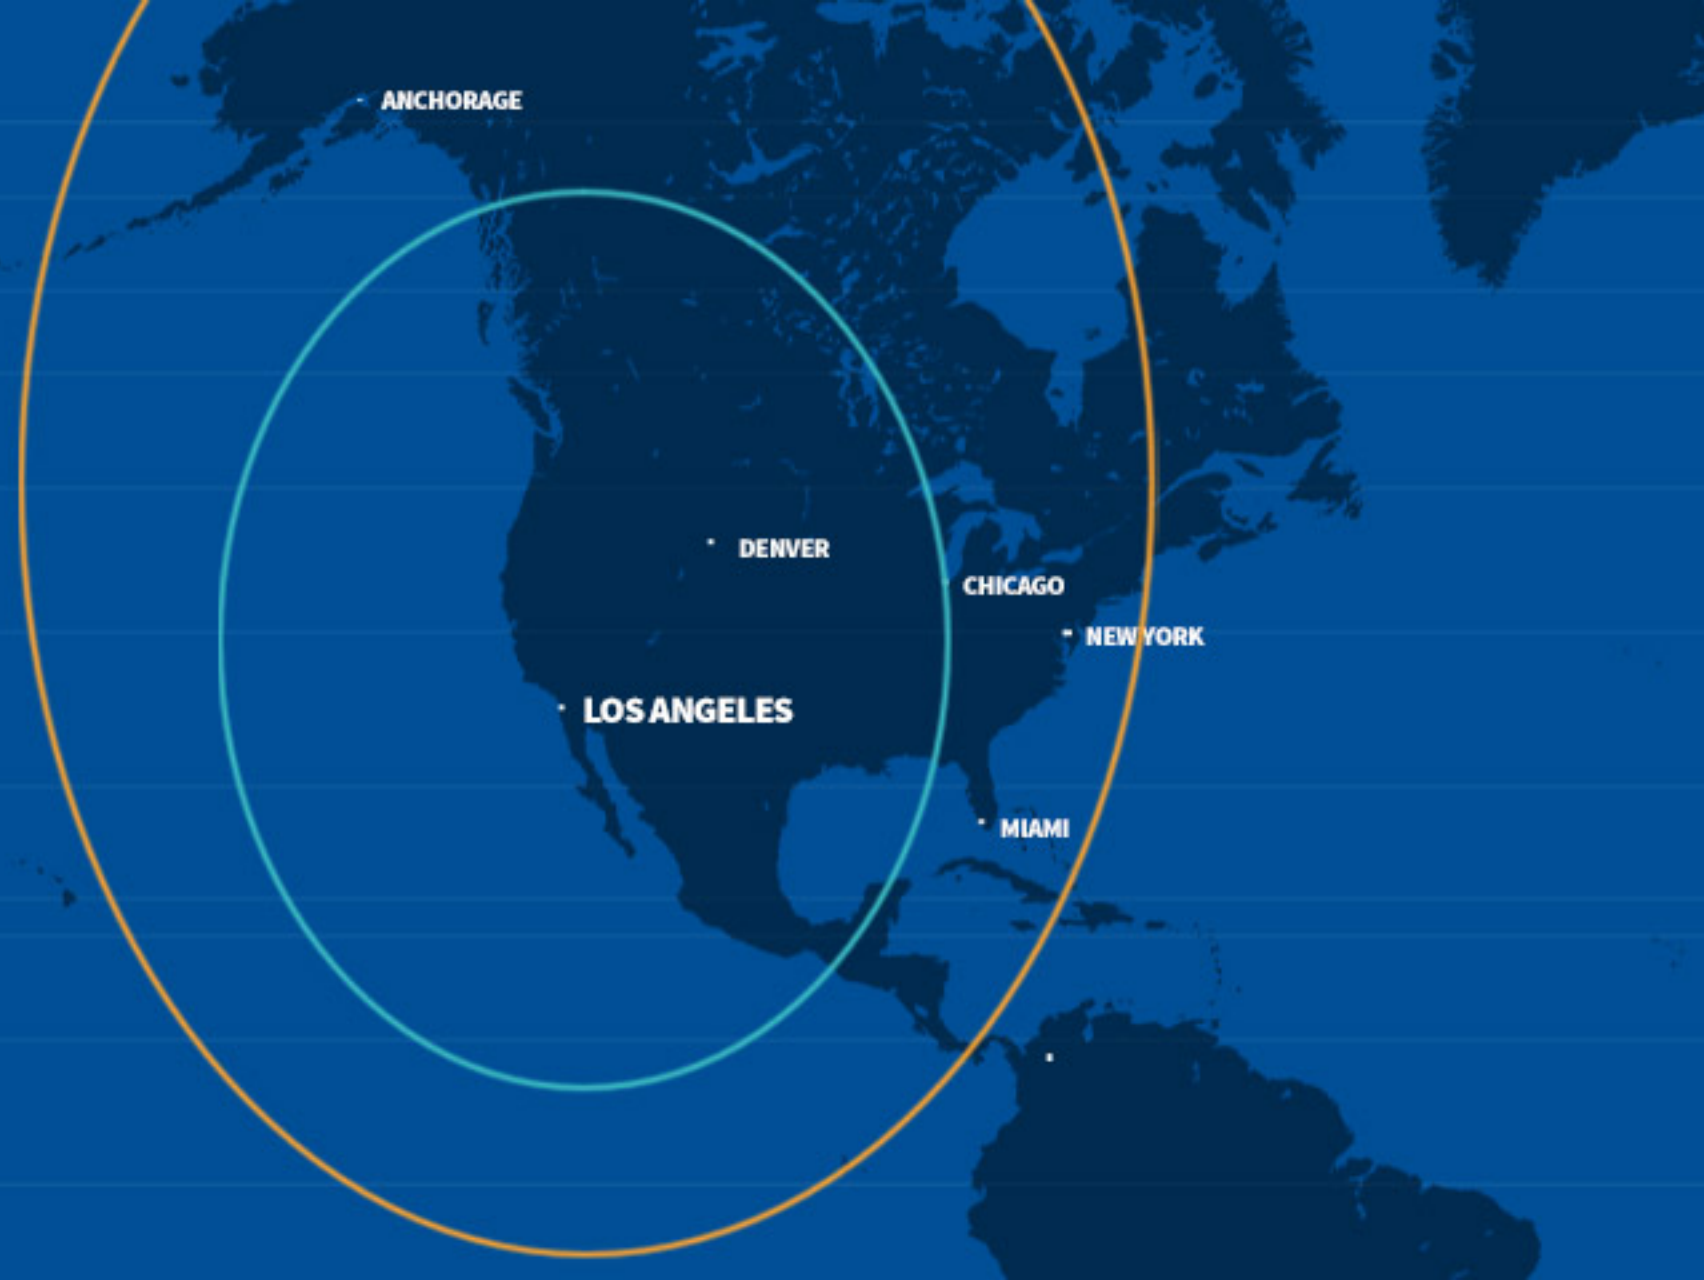 ANCHORAGE
DENVER
CHICAGO
NEW YORK
LOS ANGELES
MIAMI